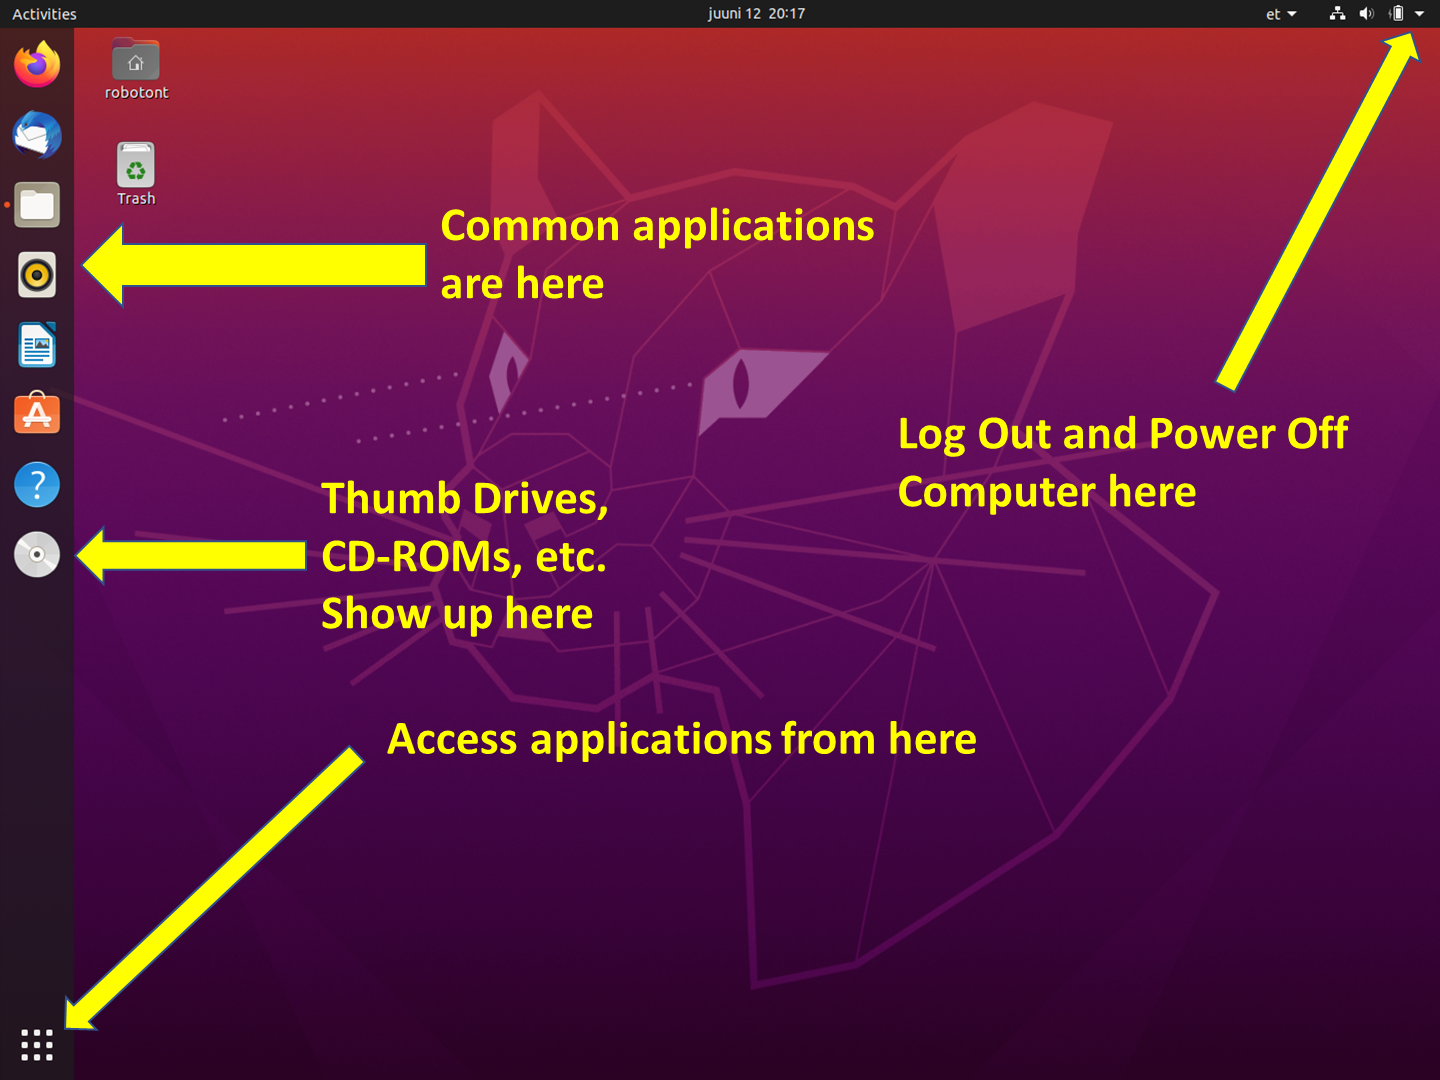 Activities
juuni 12 20:17
et
robotont
Trash
Common applications
are here
Log Out and Power Off
Computer here
Thumb Drives,
CD-ROMs, etc.
Show up here
Access applications from here